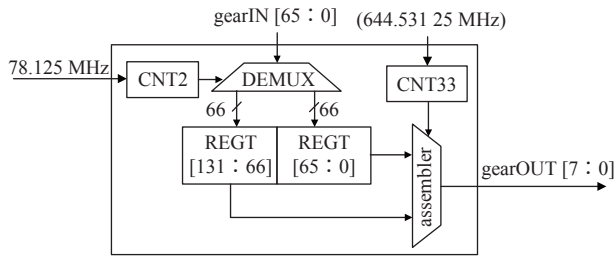 gearIN [65：0]
(644.531 25 MHz)
78.125 MHz
CNT2
DEMUX
CNT33
66
66
REGT
[131：66]
REGT
[65：0]
assembler
gearOUT [7：0]